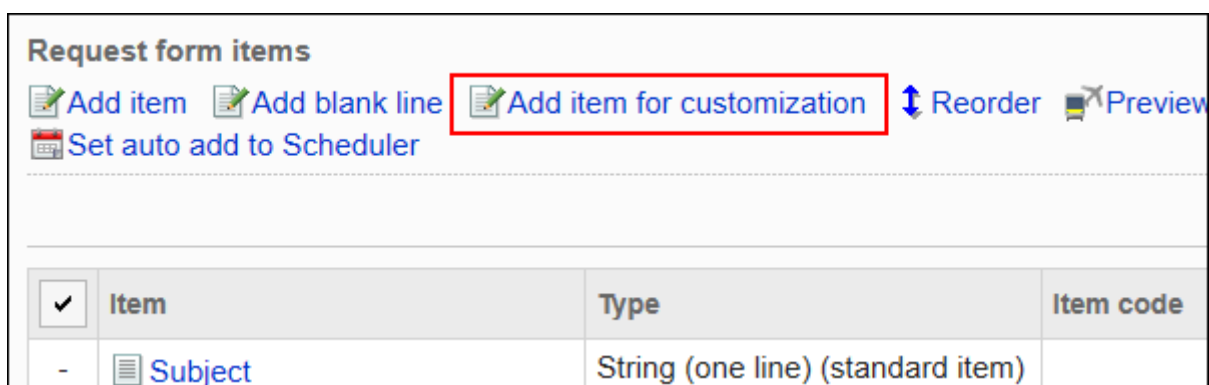 Request form items
Add item Add blank line Add item for customization Reorder Preview
Set auto add to Scheduler
Item Type Item code
- Subject String (one line) (standard item)